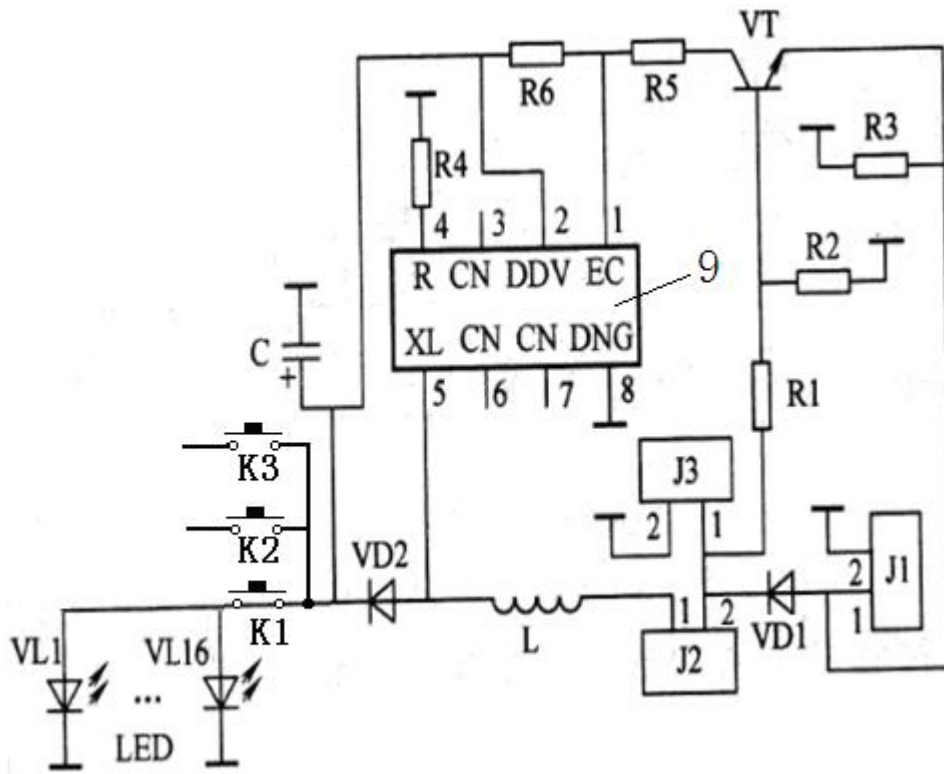 VT
R6
R5
R3
R4
4 3 2 1
R2
R CN DDV EC
9
XL CN CN DNG
C
+
5 6 7 8
R1
K3
J3
2 1
K2
VD2
J1
2
1
K1
L
1 2
VD1
J2
VL1
VL16
...
LED